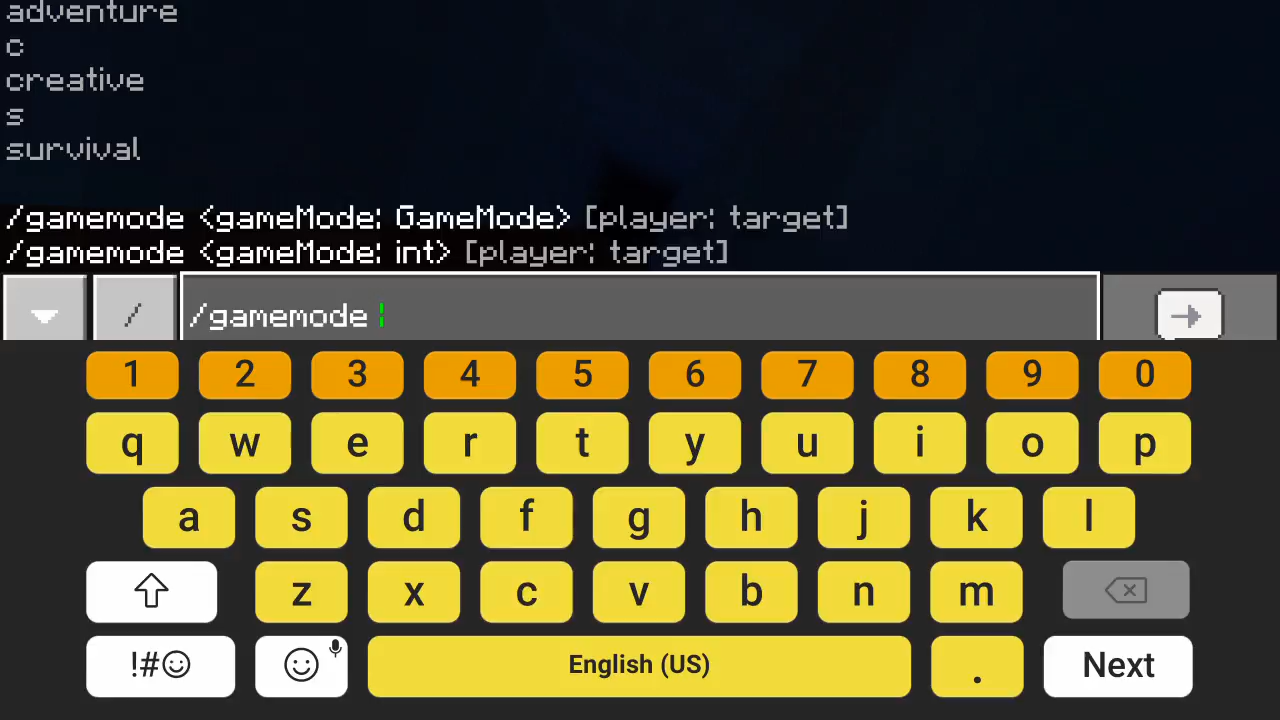 adventure
c
creative
s
survival
/gamemode <gameMode: GameMode> [player: target]
/gamemode <gameMode: int> [player: target]
/ /gamemode
1 2 3 4 5 6 7 8 9 0
q w e r t y u i o p
a s d f g h j k l
z x c v b n m
!#☺ English (US) . Next